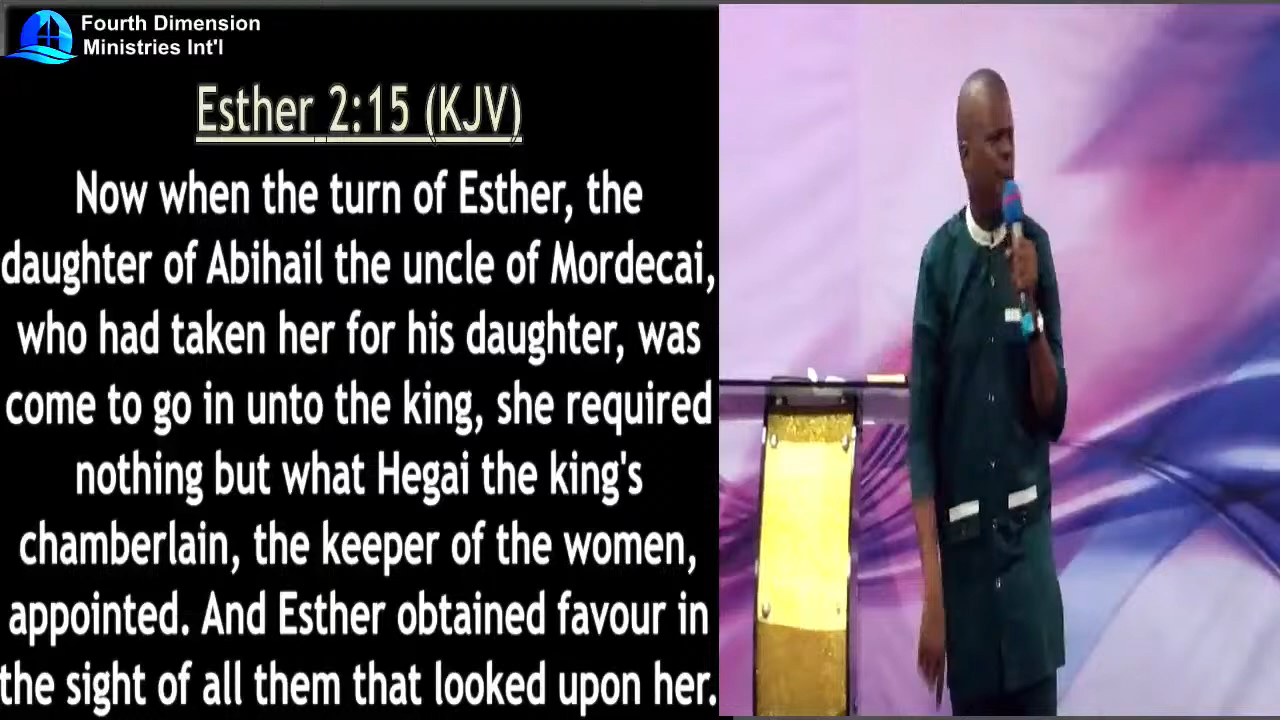 Fourth Dimension
Ministries Int'l
Esther 2:15 (KJV)
Now when the turn of Esther, the
daughter of Abihail the uncle of Mordecai,
who had taken her for his daughter, was
come to go in unto the king, she required
nothing but what Hegai the king's
chamberlain, the keeper of the women,
appointed. And Esther obtained favour in
the sight of all them that looked upon her.